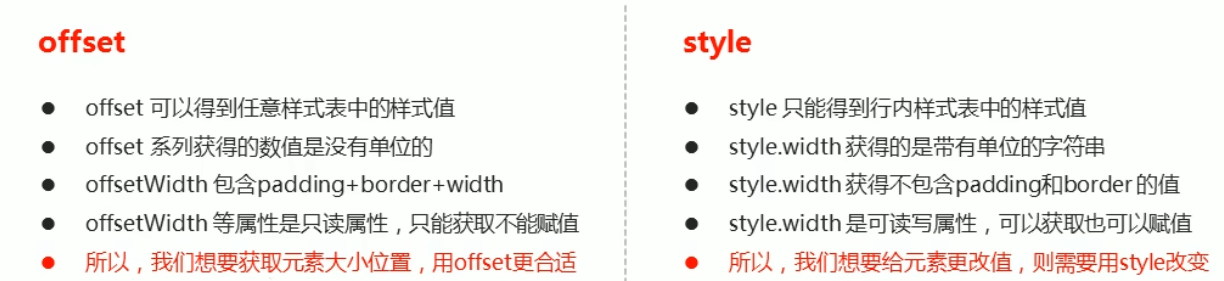 offset
● offset 可以得到任意样式表中的样式值
● offset 系列获得的数值是没有单位的
● offsetWidth 包含padding+border+width
● offsetWidth 等属性是只读属性，只能获取不能赋值
● 所以，我们想要获取元素大小位置，用offset更合适
style
● style 只能得到行内样式表中的样式值
● style.width 获得的是带有单位的字符串
● style.width 获得不包含padding和border 的值
● style.width 是可读写属性，可以获取也可以赋值
● 所以，我们想要给元素更改值，则需要用style改变